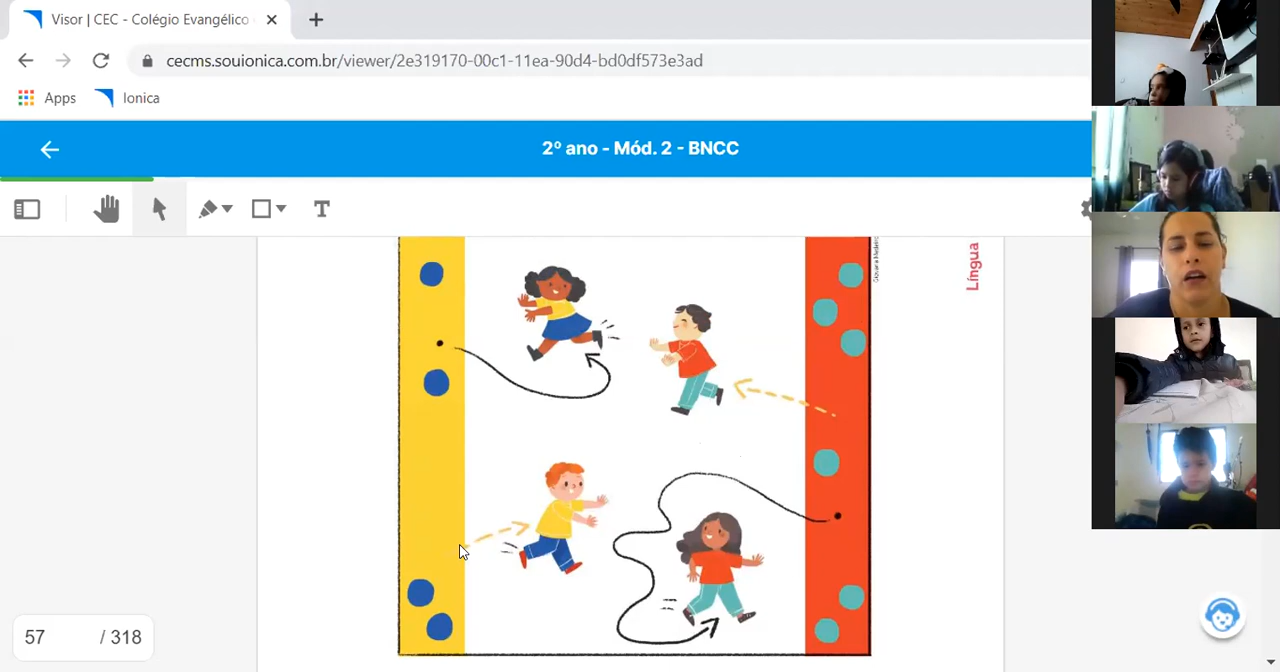 Visor | CEC - Colégio Evangélico
cecms.souionica.com.br/viewer/2e319170-00c1-11ea-90d4-bd0df573e3ad
Apps
Ionica
2º ano - Mód. 2 - BNCC
T
Língua
57 / 318